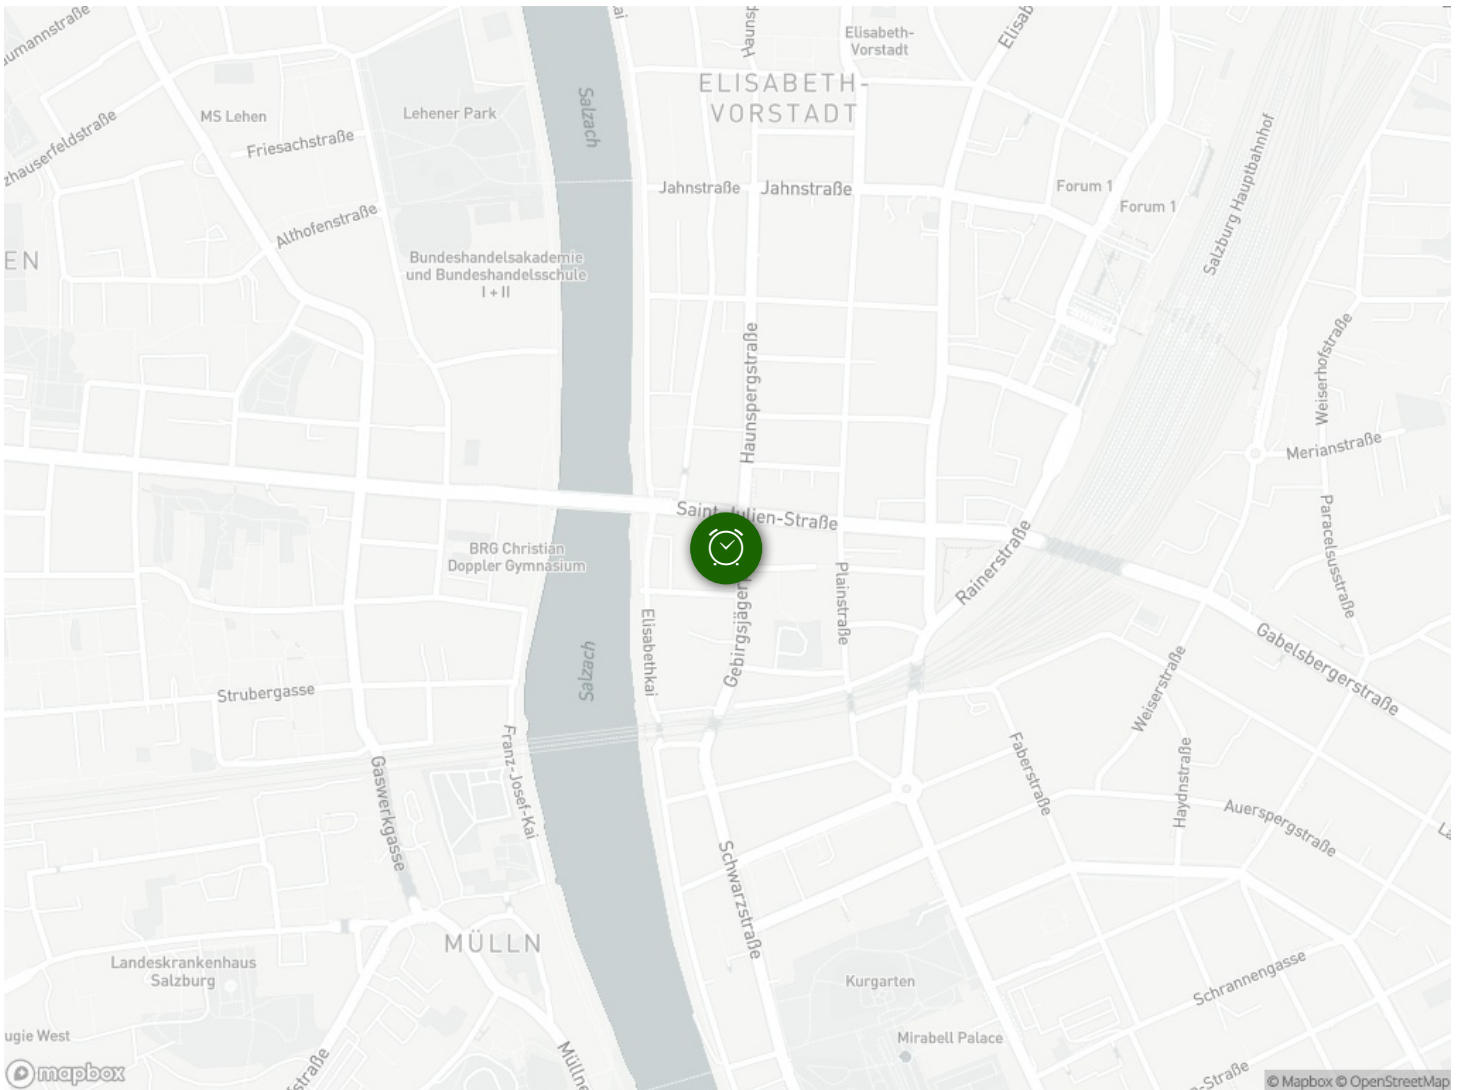 Elisabeth-
Vorstadt
ELISABETH-
VORSTADT
MS Lehen
Lehener Park
Salzach
Friesachstraße
Salzburg Hauptbahnhof
Jahnstraße
Jahnstraße
Forum 1
Forum 1
Althofenstraße
Bundeshandelsakademie
und Bundeshandelsschule
I + II
Haunspergstraße
Weiserhofstraße
Merianstraße
Saint-Julien-Straße
Paracelsusstraße
BRG Christian
Doppler Gymnasium
Rainerstraße
Plainstraße
Elisabethkai
Gabelsbergerstraße
Salzach
Strubergasse
Weiserstraße
Franz-Josef-Kai
Faberstraße
Haydnstraße
Gaswerkgasse
Auerspergstraße
Schwarzstraße
MÜLLN
Landeskrankenhaus
Salzburg
Kurgarten
Schrannengasse
Mirabell Palace
ugie West
mapbox
© Mapbox © OpenStreetMap